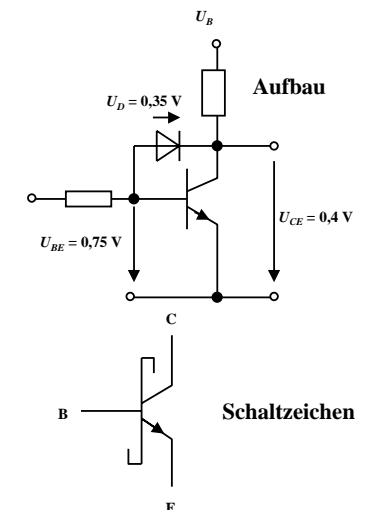 U_B
Aufbau
U_D = 0,35 V
U_CE = 0,4 V
U_BE = 0,75 V
C
B
Schaltzeichen
E